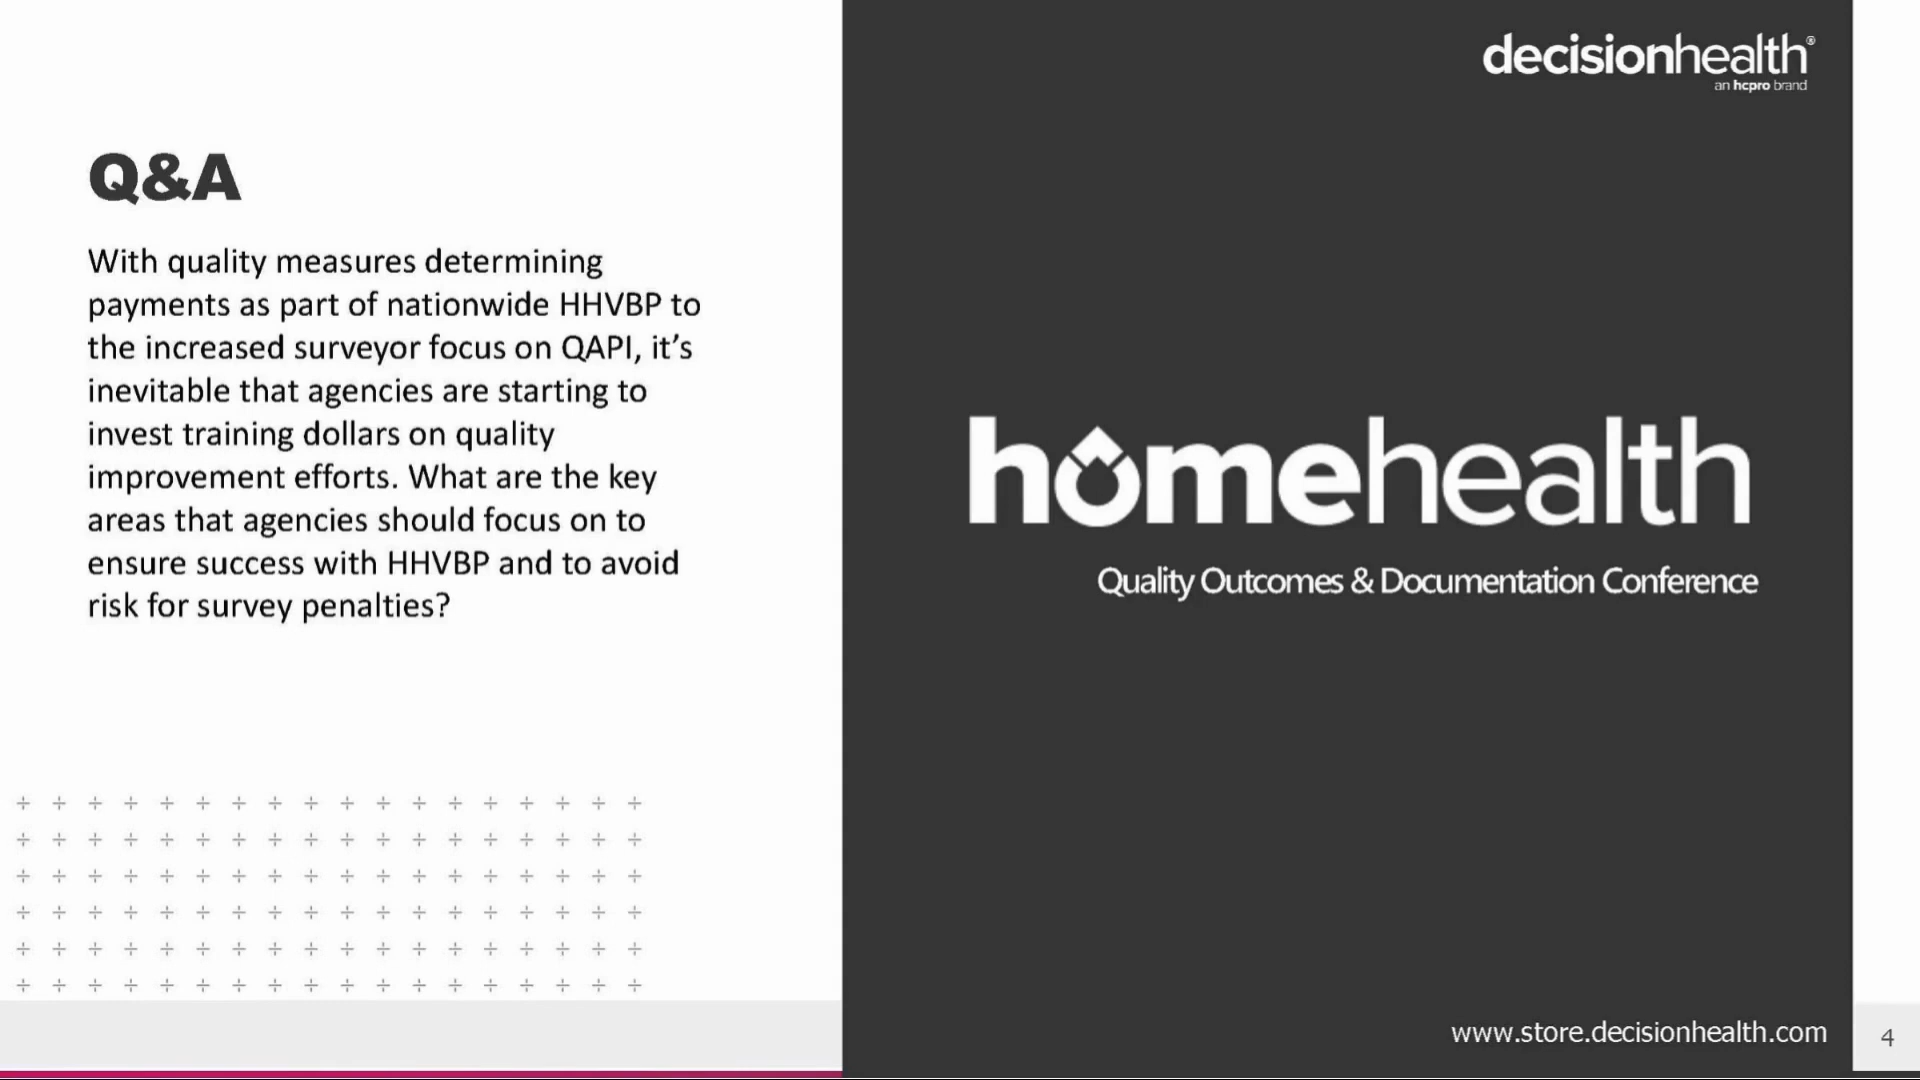 decisionhealth®
an hcpro brand
Q&A
With quality measures determining
payments as part of nationwide HHVBP to
the increased surveyor focus on QAPI, it’s
inevitable that agencies are starting to
invest training dollars on quality
improvement efforts. What are the key
areas that agencies should focus on to
ensure success with HHVBP and to avoid
risk for survey penalties?
homehealth
Quality Outcomes & Documentation Conference
www.store.decisionhealth.com
4